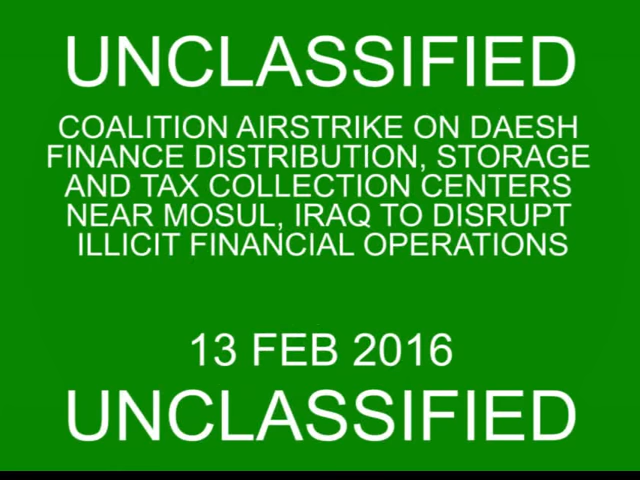 UNCLASSIFIED
COALITION AIRSTRIKE ON DAESH
FINANCE DISTRIBUTION, STORAGE
AND TAX COLLECTION CENTERS
NEAR MOSUL, IRAQ TO DISRUPT
ILLICIT FINANCIAL OPERATIONS
13 FEB 2016
UNCLASSIFIED